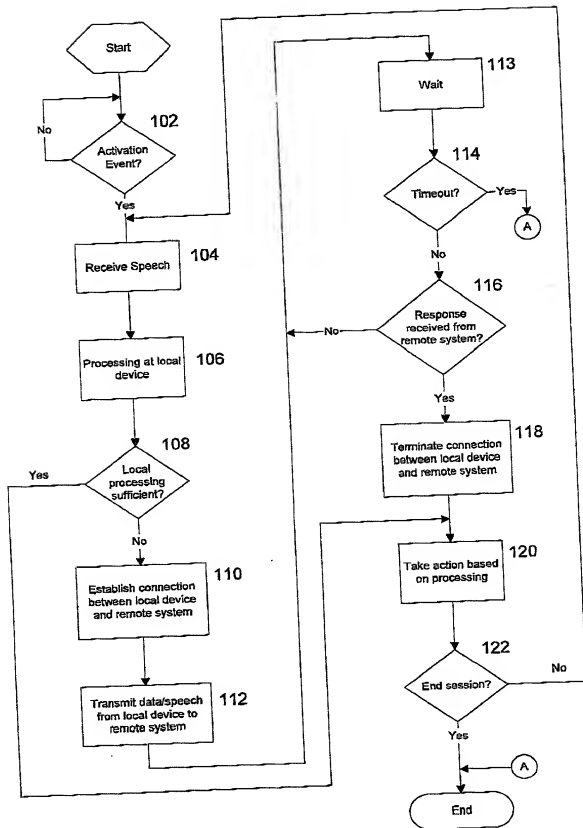 Start
102
No
Activation
Event?
Yes
104
Receive Speech
106
Processing at local
device
108
Yes
Local
processing
sufficient?
No
110
Establish connection
between local device
and remote system
Transmit data/speech
from local device to
remote system
112
113
Wait
114
Timeout?
Yes
A
No
116
Response
received from
remote system?
No
Yes
118
Terminate connection
between local device
and remote system
120
Take action based
on processing
122
End session?
No
Yes
A
End